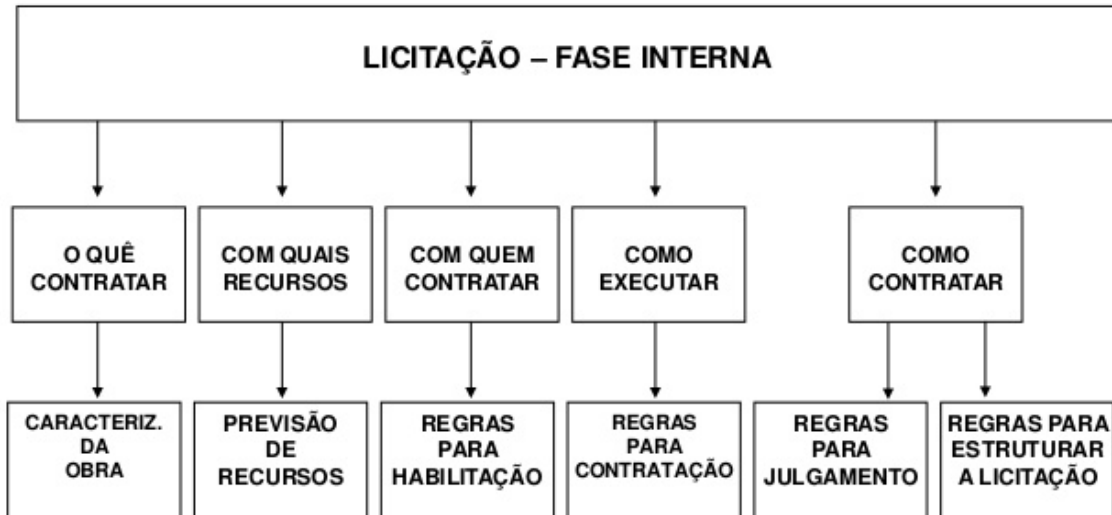 LICITAÇÃO – FASE INTERNA
O QUÊ
CONTRATAR
COM QUAIS
RECURSOS
COM QUEM
CONTRATAR
COMO
EXECUTAR
COMO
CONTRATAR
CARACTERIZ.
DA
OBRA
PREVISÃO
DE
RECURSOS
REGRAS
PARA
HABILITAÇÃO
REGRAS
PARA
CONTRATAÇÃO
REGRAS
PARA
JULGAMENTO
REGRAS PARA
ESTRUTURAR
A LICITAÇÃO